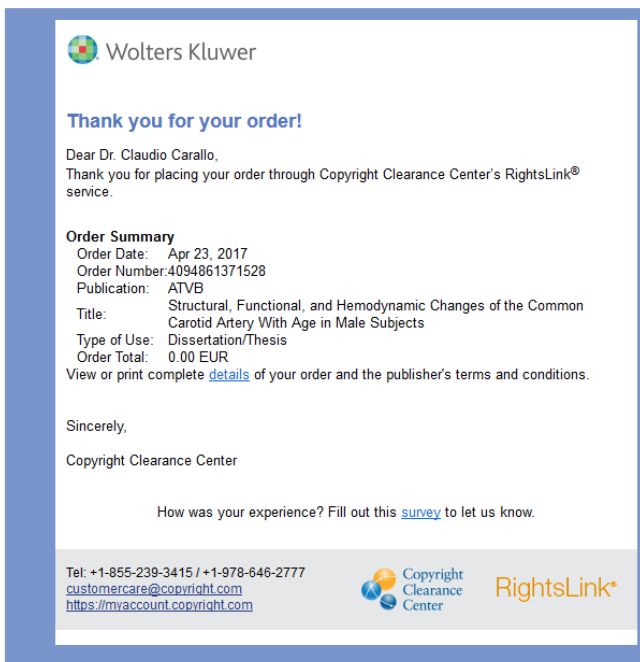 Wolters Kluwer
Thank you for your order!
Dear Dr. Claudio Carallo,
Thank you for placing your order through Copyright Clearance Center's RightsLink®
service.
Order Summary
Order Date: Apr 23, 2017
Order Number:4094861371528
Publication: ATVB
Title: Structural, Functional, and Hemodynamic Changes of the Common
Carotid Artery With Age in Male Subjects
Type of Use: Dissertation/Thesis
Order Total: 0.00 EUR
View or print complete details of your order and the publisher's terms and conditions.
Sincerely,
Copyright Clearance Center
How was your experience? Fill out this survey to let us know.
Tel: +1-855-239-3415 / +1-978-646-2777
customercare@copyright.com
https://myaccount.copyright.com
Copyright
Clearance
Center
RightsLink®